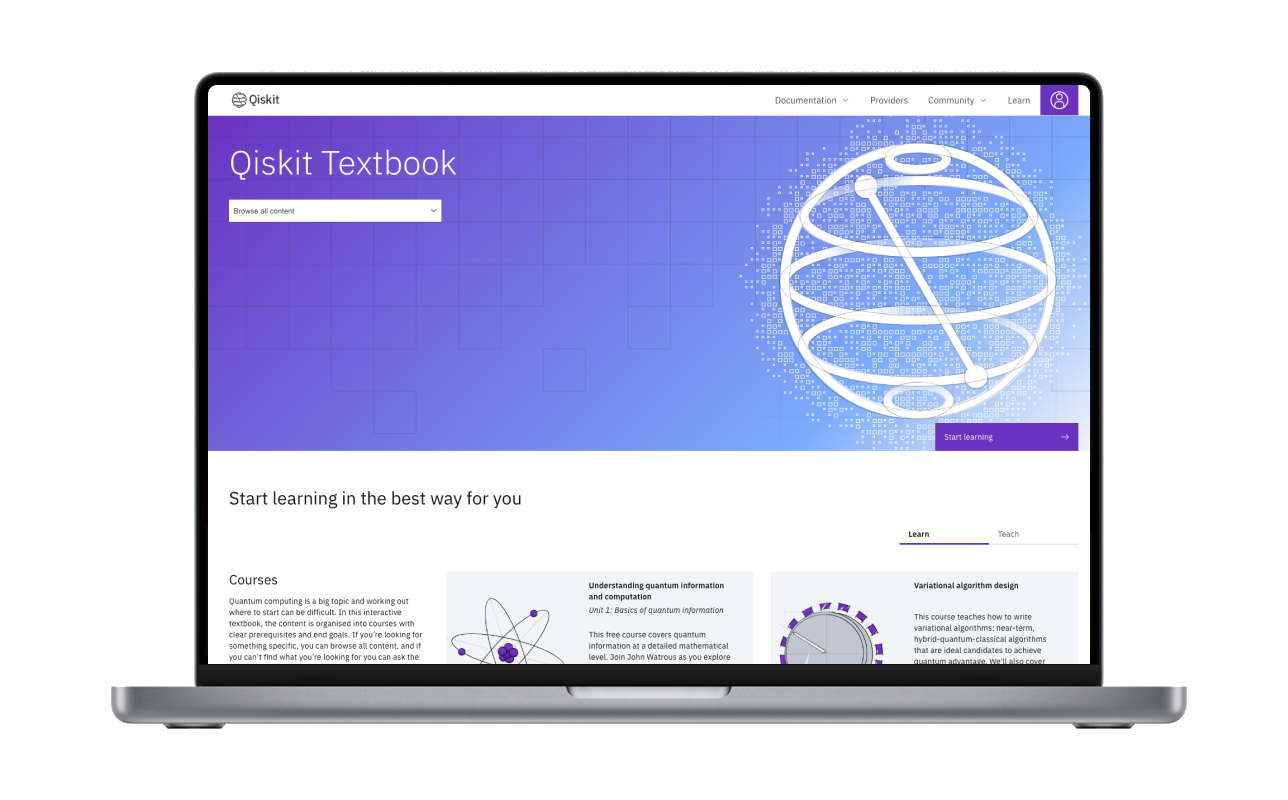 Qiskit
Documentation
Providers
Community
Learn
Qiskit Textbook
Browse all content
Start learning
Start learning in the best way for you
Learn
Teach
Courses
Quantum computing is a big topic and working out
where to start can be difficult. In this interactive
textbook, the content is organised into courses with
clear prerequisites and end goals. If you’re looking for
something specific, you can browse all content, and if
you can’t find what you’re looking for you can ask the
Understanding quantum information
and computation
Unit 1: Basics of quantum information
This free course covers quantum
information at a detailed mathematical
level. Join John Watrous as you explore
Variational algorithm design
This course teaches how to write
variational algorithms: near-term,
hybrid-quantum-classical algorithms
that are ideal candidates to achieve
quantum advantage. We’ll also cover